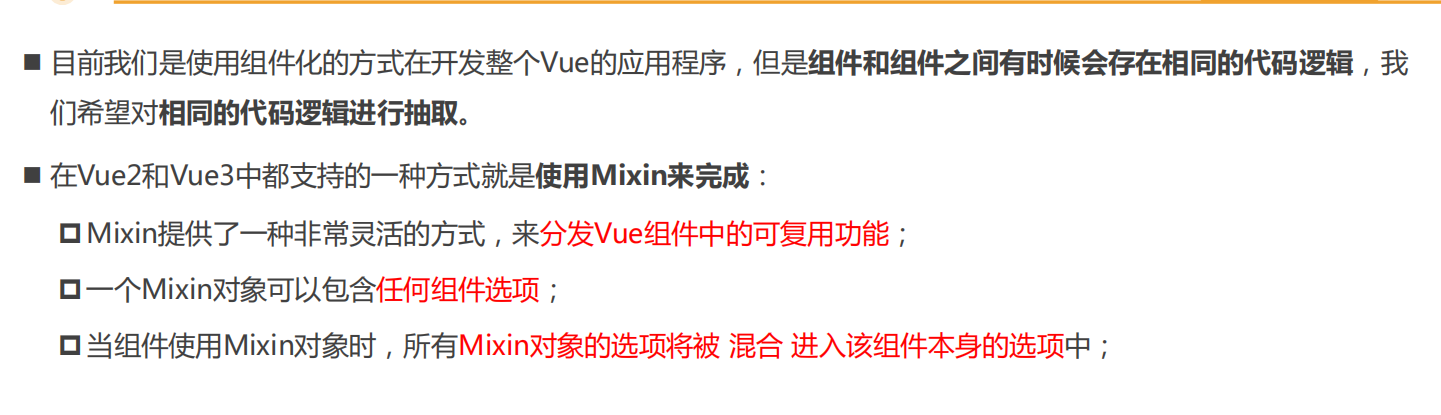 目前我们是使用组件化的方式在开发整个Vue的应用程序，但是组件和组件之间有时候会存在相同的代码逻辑，我
们希望对相同的代码逻辑进行抽取。
在Vue2和Vue3中都支持的一种方式就是使用Mixin来完成：
Mixin提供了一种非常灵活的方式，来分发Vue组件中的可复用功能；
一个Mixin对象可以包含任何组件选项；
当组件使用Mixin对象时，所有Mixin对象的选项将被 混合 进入该组件本身的选项中；